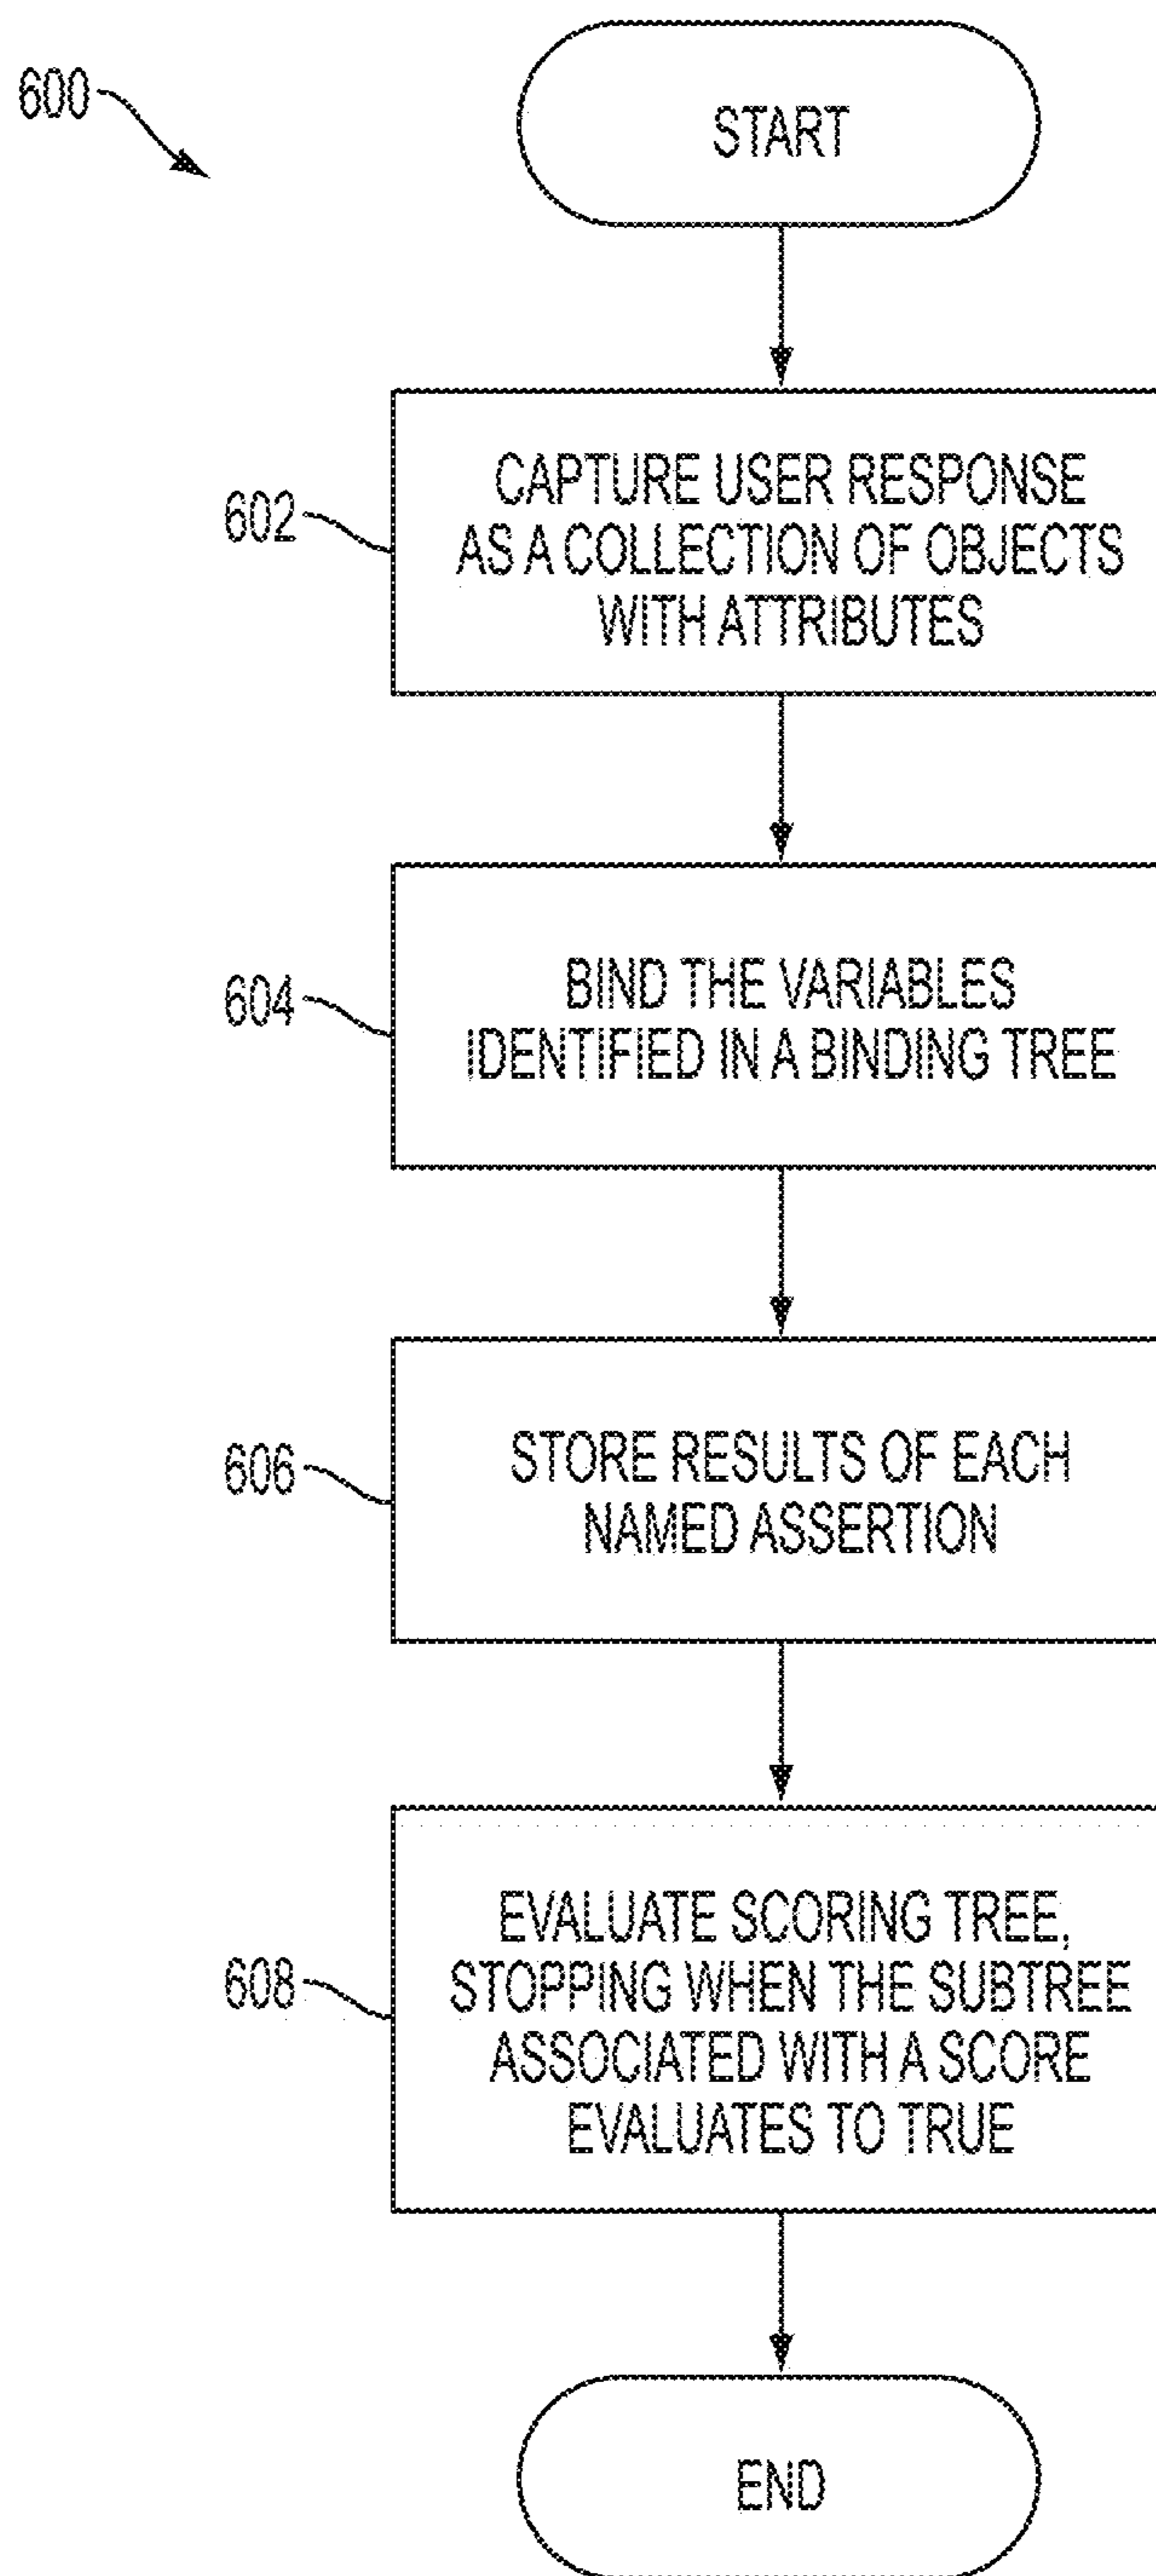 600
START
602
CAPTURE USER RESPONSE
AS A COLLECTION OF OBJECTS
WITH ATTRIBUTES
604
BIND THE VARIABLES
IDENTIFIED IN A BINDING TREE
606
STORE RESULTS OF EACH
NAMED ASSERTION
608
EVALUATE SCORING TREE,
STOPPING WHEN THE SUBTREE
ASSOCIATED WITH A SCORE
EVALUATES TO TRUE
END